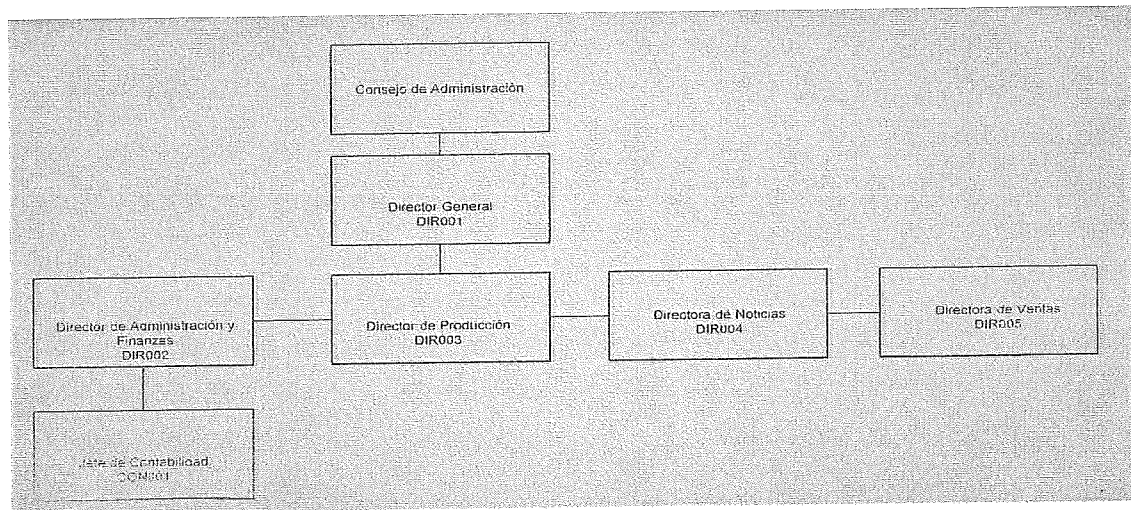 Consejo de Administración
Director General
DIR001
Director de Administración y
Finanzas
DIR002
Director de Producción
DIR003
Directora de Noticias
DIR004
Directora de Ventas
DIR005
Jefe de Contabilidad